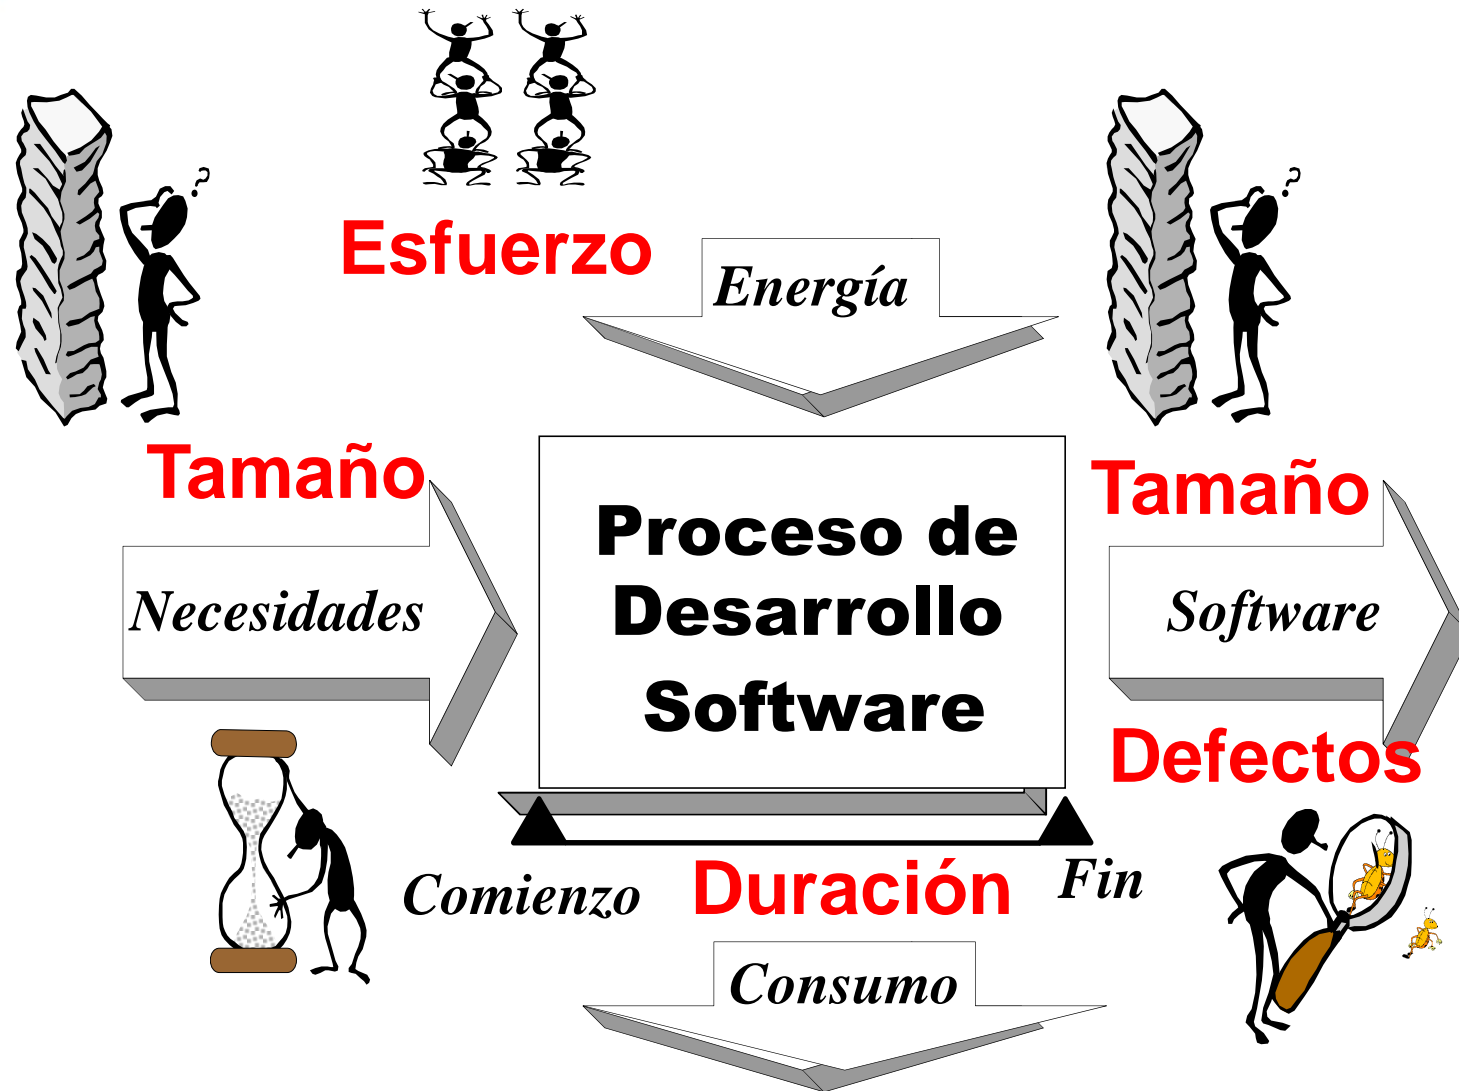 ?
?
Esfuerzo
Energía
Tamaño
Tamaño
Necesidades
Proceso de
Desarrollo
Software
Software
Defectos
Comienzo
Duración
Fin
Consumo